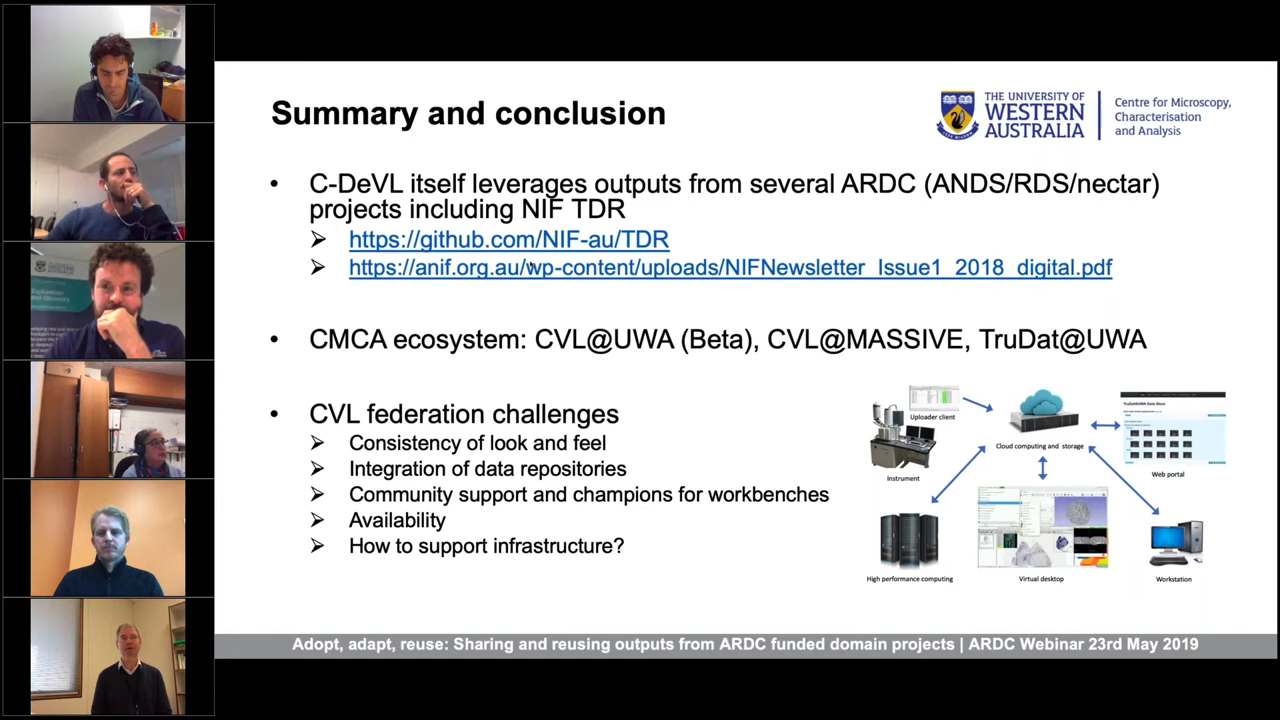 Summary and conclusion
THE UNIVERSITY OF
WESTERN
AUSTRALIA
Centre for Microscopy,
Characterisation
and Analysis
• C-DeVL itself leverages outputs from several ARDC (ANDS/RDS/nectar)
projects including NIF TDR
➢ https://github.com/NIF-au/TDR
➢ https://anif.org.au/wp-content/uploads/NIFNewsletter_Issue1_2018_digital.pdf
• CMCA ecosystem: CVL@UWA (Beta), CVL@MASSIVE, TruDat@UWA
• CVL federation challenges
➢ Consistency of look and feel
➢ Integration of data repositories
➢ Community support and champions for workbenches
➢ Availability
➢ How to support infrastructure?
Uploader client
Cloud computing and storage
Web portal
Instrument
High performance computing
Virtual desktop
Workstation
Adopt, adapt, reuse: Sharing and reusing outputs from ARDC funded domain projects | ARDC Webinar 23rd May 2019